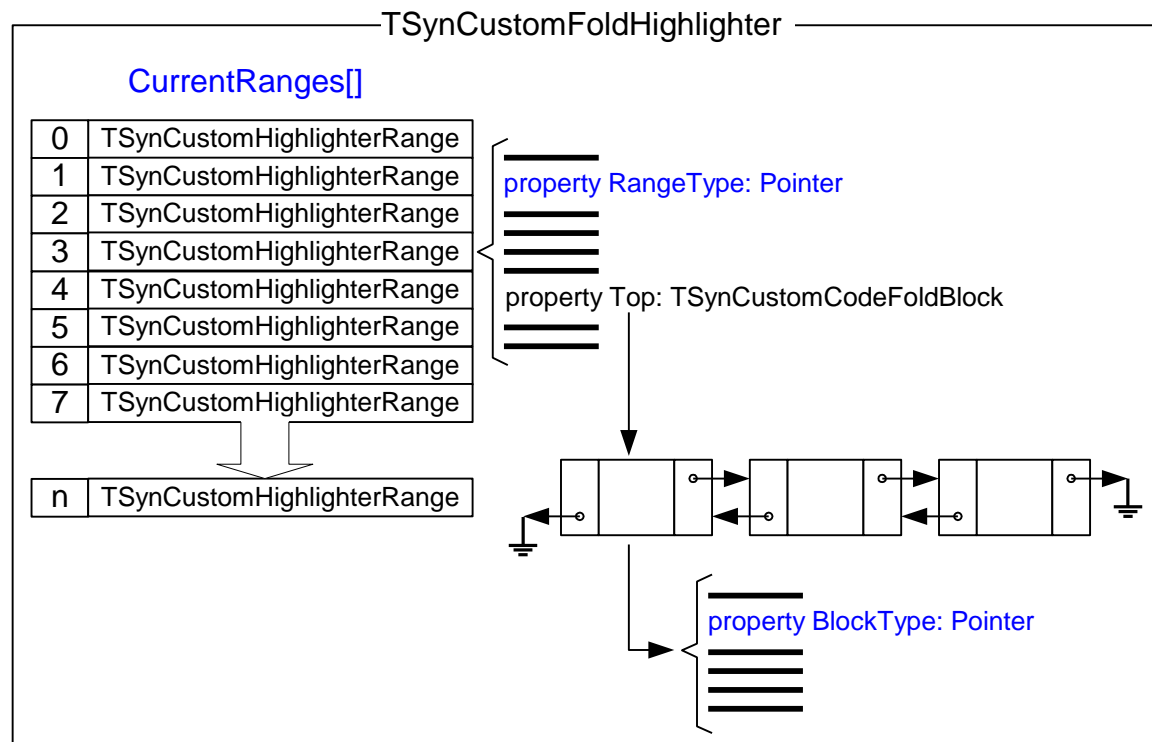 TSynCustomFoldHighlighter
CurrentRanges[]
0 TSynCustomHighlighterRange
1 TSynCustomHighlighterRange
2 TSynCustomHighlighterRange
3 TSynCustomHighlighterRange
4 TSynCustomHighlighterRange
5 TSynCustomHighlighterRange
6 TSynCustomHighlighterRange
7 TSynCustomHighlighterRange
n TSynCustomHighlighterRange
property RangeType: Pointer
property Top: TSynCustomCodeFoldBlock
property BlockType: Pointer